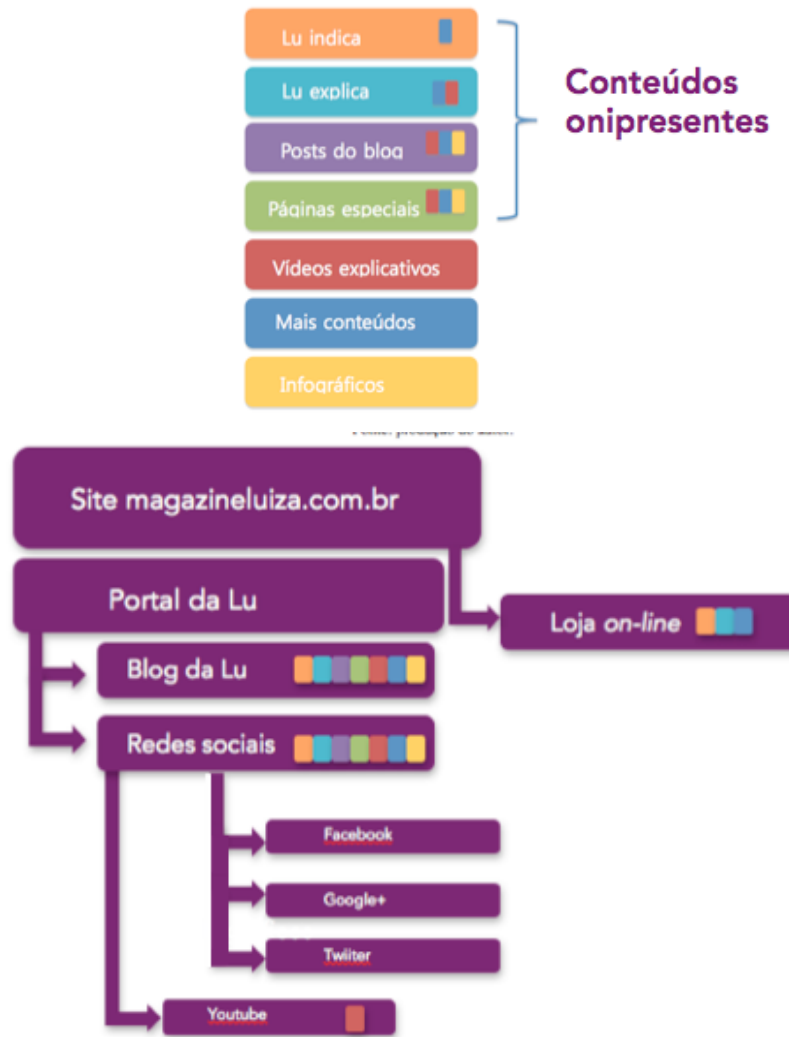 Lu indica
Lu explica
Posts do blog
Páginas especiais
Conteúdos
onipresentes
Vídeos explicativos
Mais conteúdos
Infográficos
Site magazineluiza.com.br
Portal da Lu
Loja on-line
Blog da Lu
Redes sociais
Facebook
Google+
Twiiter
Youtube